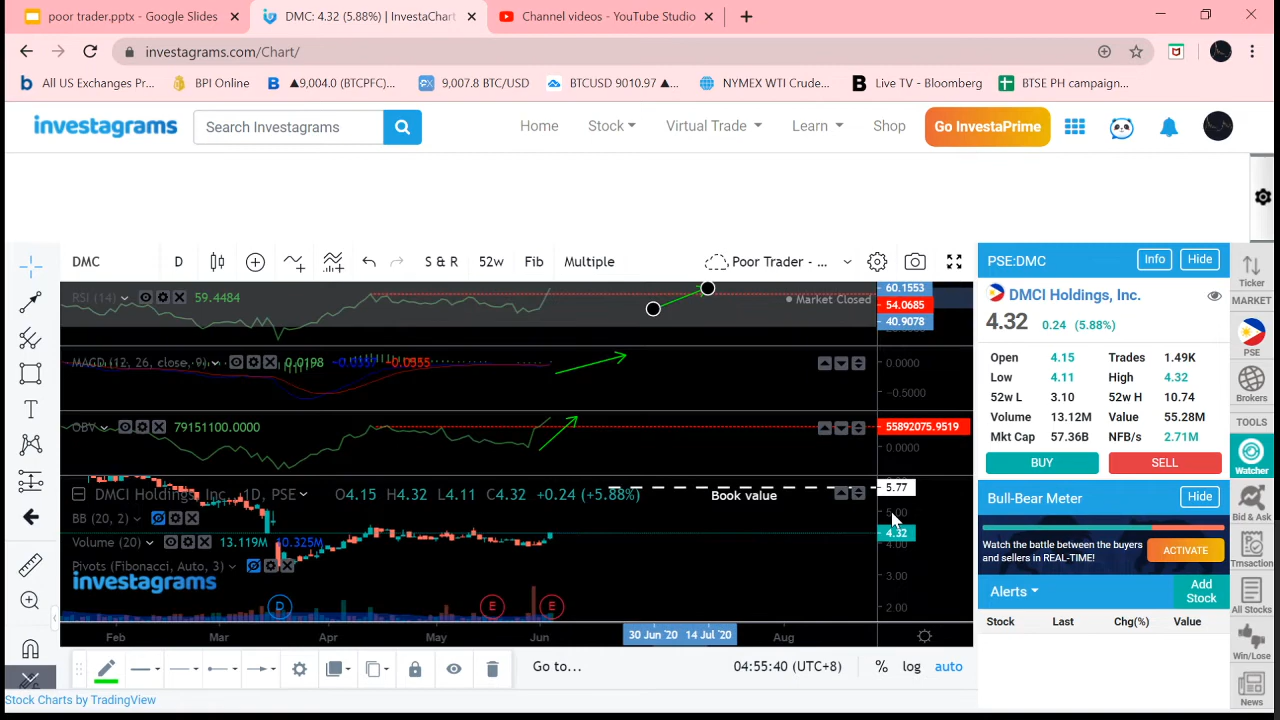 poor trader.pptx - Google Slides
DMC: 4.32 (5.88%) | InvestaChart
Channel videos - YouTube Studio
investagrams.com/Chart/
All US Exchanges Pr...
BPI Online
▲9,004.0 (BTCPFC)...
9,007.8 BTC/USD
BTCUSD 9010.97 ▲...
NYMEX WTI Crude...
Live TV - Bloomberg
BTSE PH campaign...
investagrams
Search Investagrams
Home
Stock
Virtual Trade
Learn
Shop
Go InvestaPrime
DMC
D
S & R
52w
Fib
Multiple
Poor Trader - ...
RSI (14)
59.4484
Market Closed
60.1553
54.0685
40.9078
MACD (12, 26, close, 9)
0.0198
-0.0555
0.0000
-0.5000
OBV
79151100.0000
55892075.9519
0.0000
DMCI Holdings, Inc., 1D, PSE
O4.15 H4.32 L4.11 C4.32 +0.24 (+5.88%)
Book value
5.77
BB (20, 2)
5.00
Volume (20)
13.119M
10.325M
4.32
4.00
Pivots (Fibonacci, Auto, 3)
3.00
investagrams
2.00
D
E
E
Feb
Mar
Apr
May
Jun
30 Jun '20
14 Jul '20
Aug
Go to...
04:55:40 (UTC+8)
%
log
auto
Stock Charts by TradingView
PSE:DMC
Info
Hide
DMCI Holdings, Inc.
4.32 0.24 (5.88%)
Open 4.15 Trades 1.49K
Low 4.11 High 4.32
52w L 3.10 52w H 10.74
Volume 13.12M Value 55.28M
Mkt Cap 57.36B NFB/s 2.71M
BUY
SELL
Bull-Bear Meter
Hide
Watch the battle between the buyers
and sellers in REAL-TIME!
ACTIVATE
Alerts
Add
Stock
Stock Last Chg(%) Value
Ticker
MARKET
PSE
Brokers
TOOLS
Watcher
Bid & Ask
Trnsaction
All Stocks
Win/Lose
News